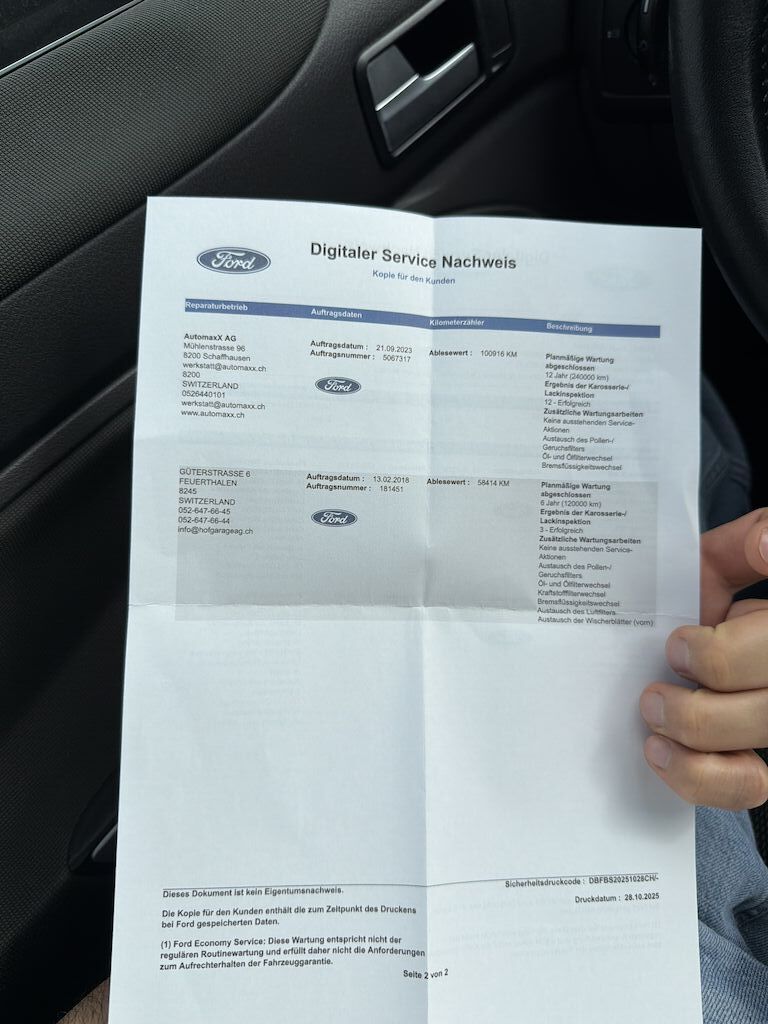 Ford
Digitaler Service Nachweis
Kopie für den Kunden
Reparaturbetrieb Auftragsdaten Kilometerzähler Beschreibung
AutomaxX AG
Mühlenstrasse 96
8200 Schaffhausen
werkstatt@automaxx.ch
8200
SWITZERLAND
0526440101
werkstatt@automaxx.ch
www.automaxx.ch
Auftragsdatum : 21.09.2023
Auftragsnummer : 5067317
Ford
Ablesewert : 100916 KM
Planmäßige Wartung
abgeschlossen
12 Jahr (240000 km)
Ergebnis der Karosserie-/
Lackinspektion
12 - Erfolgreich
Zusätzliche Wartungsarbeiten
Keine ausstehenden Service-
Aktionen
Austausch des Pollen-/
Geruchsfilters
Öl- und Ölfilterwechsel
Bremsflüssigkeitswechsel
GÜTERSTRASSE 6
FEUERTHALEN
8245
SWITZERLAND
052-647-66-45
052-647-66-44
info@hofgarageag.ch
Auftragsdatum : 13.02.2018
Auftragsnummer : 181451
Ford
Ablesewert : 58414 KM
Planmäßige Wartung
abgeschlossen
6 Jahr (120000 km)
Ergebnis der Karosserie-/
Lackinspektion
3 - Erfolgreich
Zusätzliche Wartungsarbeiten
Keine ausstehenden Service-
Aktionen
Austausch des Pollen-/
Geruchsfilters
Öl- und Ölfilterwechsel
Kraftstofffilterwechsel
Bremsflüssigkeitswechsel
Austausch des Luftfilters
Austausch der Wischerblätter (vorn)
Dieses Dokument ist kein Eigentumsnachweis.
Sicherheitsdruckcode : DBFBS20251028CH/-
Die Kopie für den Kunden enthält die zum Zeitpunkt des Druckens
bei Ford gespeicherten Daten.
Druckdatum : 28.10.2025
(1) Ford Economy Service: Diese Wartung entspricht nicht der
regulären Routinewartung und erfüllt daher nicht die Anforderungen
zum Aufrechterhalten der Fahrzeuggarantie.
Seite 2 von 2